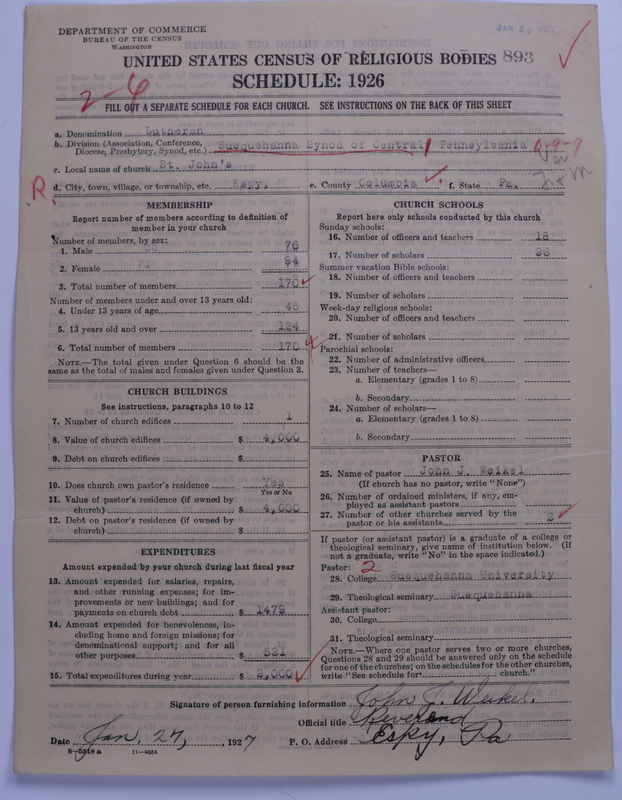 DEPARTMENT OF COMMERCE
BUREAU OF THE CENSUS
WASHINGTON
JAN
UNITED STATES CENSUS OF RELIGIOUS BODIES 893
SCHEDULE: 1926
2-6
FILL OUT A SEPARATE SCHEDULE FOR EACH CHURCH. SEE INSTRUCTIONS ON THE BACK OF THIS SHEET
a. Denomination Lutheran
b. Division (Association, Conference, Diocese, Presbytery, Synod, etc.) Susquehanna Synod of Central Pennsylvania
c. Local name of church St. John's
R. d. City, town, village, or township, etc. Espy, e. County Columbia f. State Pa.
MEMBERSHIP
Report number of members according to definition of
member in your church
Number of members, by sex:
1. Male 76
2. Female 94
3. Total number of members 170
Number of members under and over 13 years old:
4. Under 13 years of age 46
5. 13 years old and over 124
6. Total number of members 170
NOTE.—The total given under Question 6 should be the
same as the total of males and females given under Question 3.
CHURCH BUILDINGS
See instructions, paragraphs 10 to 12
7. Number of church edifices 1
8. Value of church edifices $ 4,000
9. Debt on church edifices $
10. Does church own pastor's residence Yes
Yes or No
11. Value of pastor's residence (if owned by
church) $ 4,000
12. Debt on pastor's residence (if owned by
church) $
EXPENDITURES
Amount expended by your church during last fiscal year
13. Amount expended for salaries, repairs,
and other running expenses; for im-
provements or new buildings; and for
payments on church debt $ 1479
14. Amount expended for benevolences, in-
cluding home and foreign missions; for
denominational support; and for all
other purposes $ 521
15. Total expenditures during year $ 2,000
CHURCH SCHOOLS
Report here only schools conducted by this church
Sunday schools:
16. Number of officers and teachers 18
17. Number of scholars
Summer vacation Bible schools:
18. Number of officers and teachers
19. Number of scholars
Week-day religious schools:
20. Number of officers and teachers
21. Number of scholars
Parochial schools:
22. Number of administrative officers
23. Number of teachers—
a. Elementary (grades 1 to 8)
b. Secondary
24. Number of scholars—
a. Elementary (grades 1 to 8)
b. Secondary
PASTOR
25. Name of pastor John J. Weikel
(If church has no pastor, write "None")
26. Number of ordained ministers, if any, em-
ployed as assistant pastors
27. Number of other churches served by the
pastor or his assistants 2
If pastor (or assistant pastor) is a graduate of a college or
theological seminary, give name of institution below. (If
not a graduate, write "No" in the space indicated.)
Pastor: 2
28. College Susquehanna University
29. Theological seminary Susquehanna
Assistant pastor:
30. College
31. Theological seminary
NOTE.—Where one pastor serves two or more churches,
Questions 28 and 29 should be answered only on the schedule
for one of the churches; on the schedules for the other churches,
write "See schedule for church."
Signature of person furnishing information John J. Weikel.
Official title Reverend
Date Jan. 27, , 1927 P. O. Address Espy, Pa
8—5518 a 11—9664